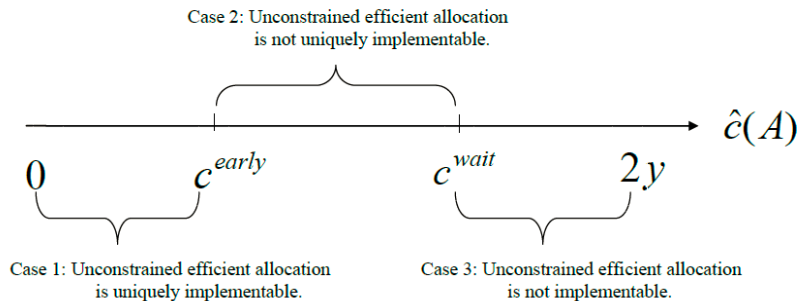 Case 2: Unconstrained efficient allocation
is not uniquely implementable.
ĉ(A)
0 c^early c^wait 2y
Case 1: Unconstrained efficient allocation
is uniquely implementable.
Case 3: Unconstrained efficient allocation
is not implementable.